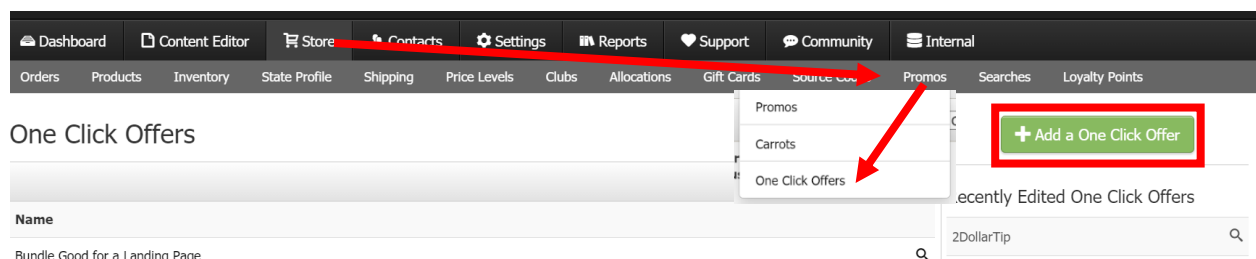 Dashboard Content Editor Store Contacts Settings Reports Support Community Internal
Orders Products Inventory State Profile Shipping Price Levels Clubs Allocations Gift Cards Promos Searches Loyalty Points
Promos
Carrots
One Click Offers
One Click Offers
Add a One Click Offer
Recently Edited One Click Offers
Name
2DollarTip
Bundle Good for a Landing Page